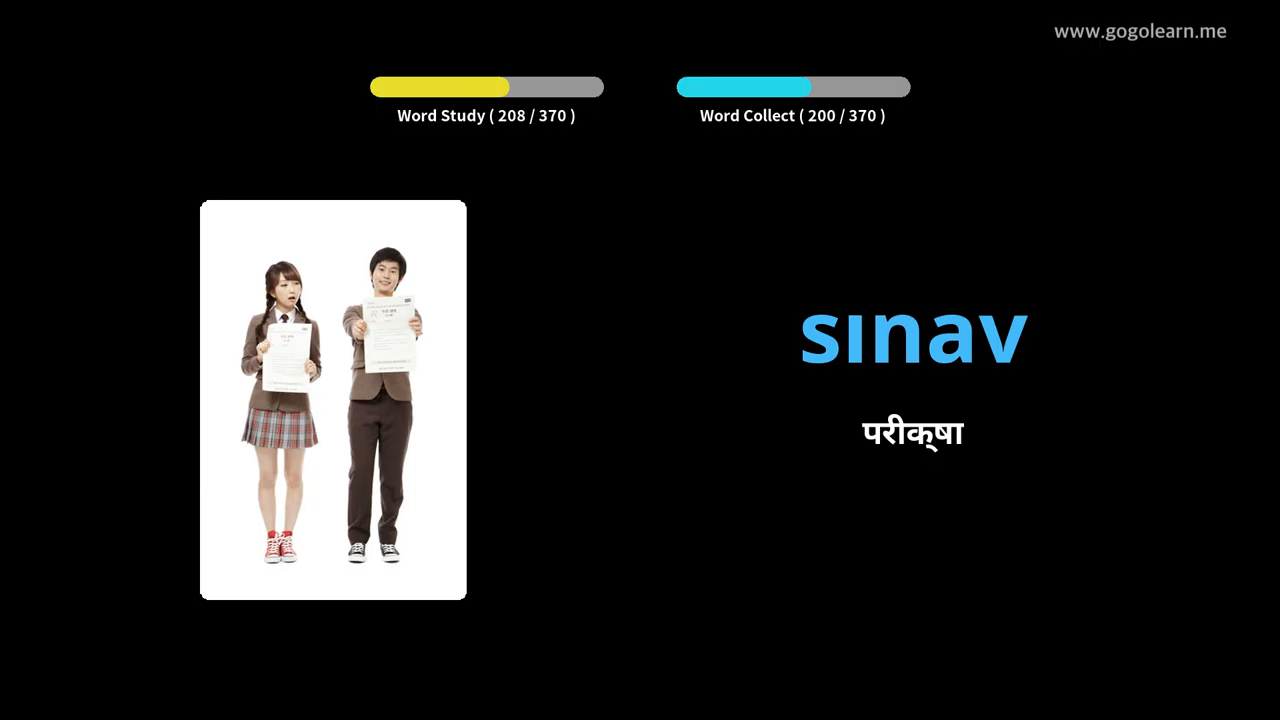 www.gogolearn.me
Word Study ( 208 / 370 )
Word Collect ( 200 / 370 )
sınav
परीक्षा